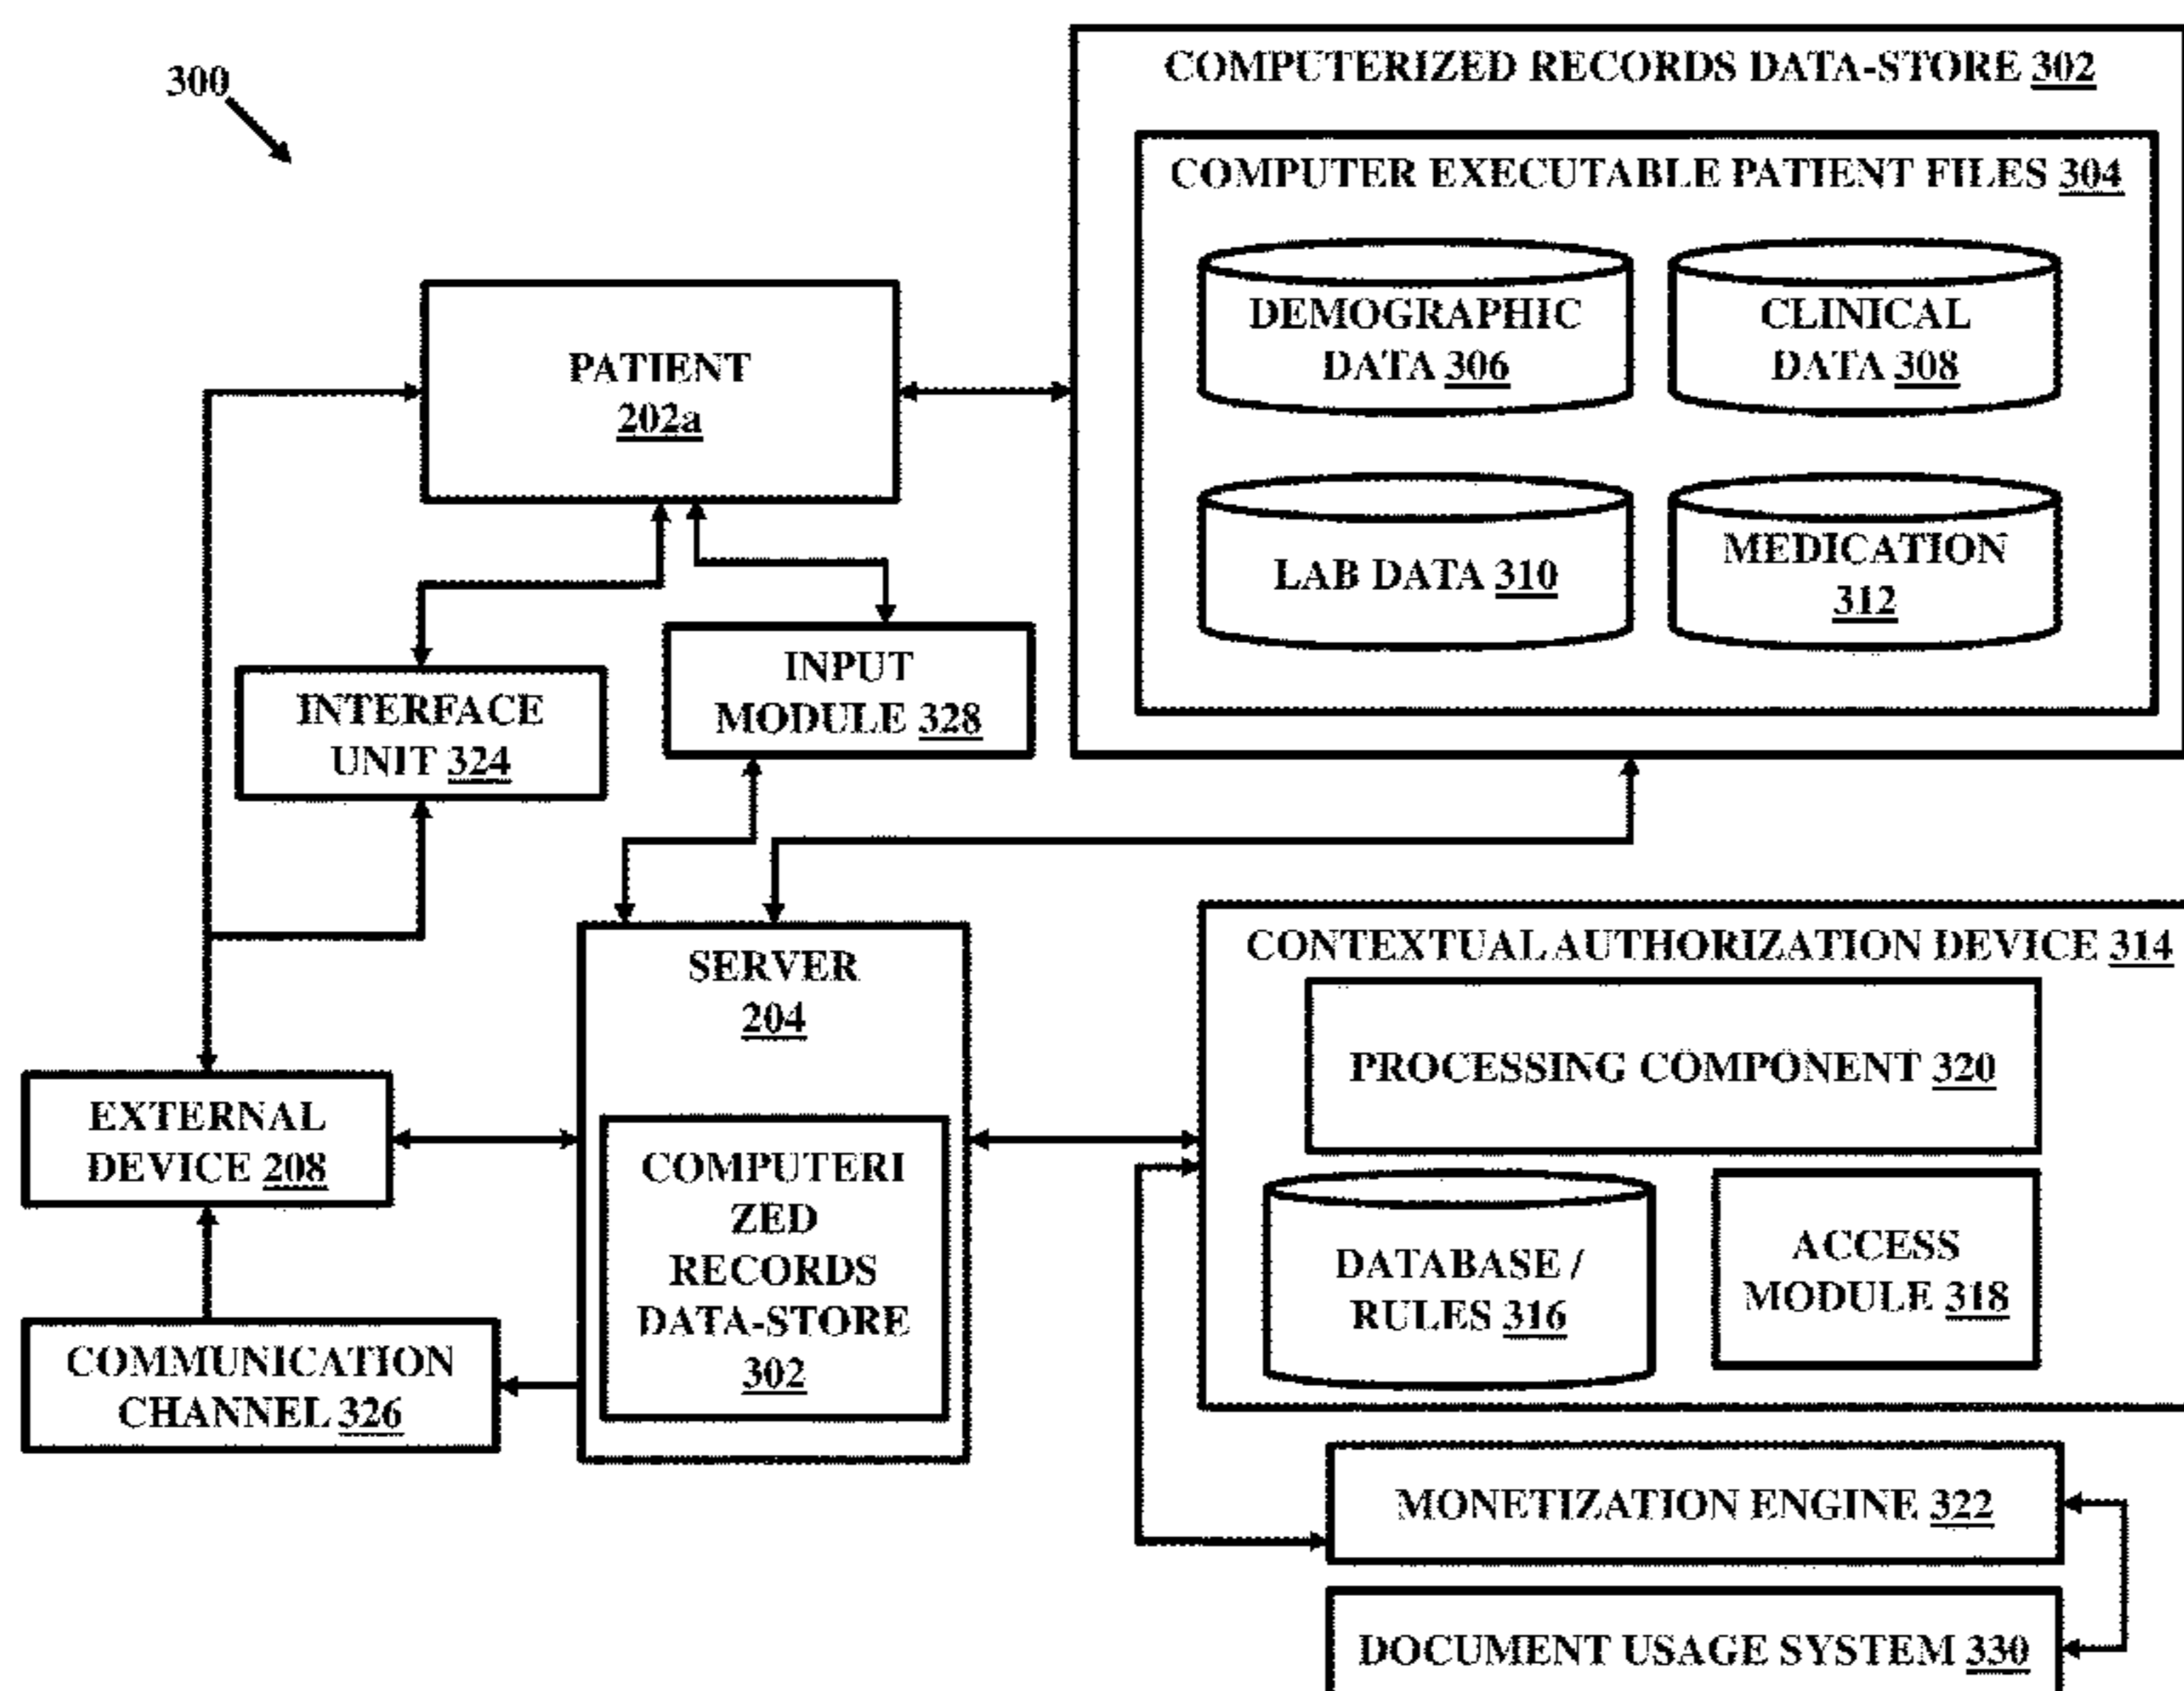 300
COMPUTERIZED RECORDS DATA-STORE 302
COMPUTER EXECUTABLE PATIENT FILES 304
DEMOGRAPHIC
DATA 306
CLINICAL
DATA 308
LAB DATA 310
MEDICATION
312
PATIENT
202a
INTERFACE
UNIT 324
INPUT
MODULE 328
SERVER
204
COMPUTERI
ZED
RECORDS
DATA-STORE
302
EXTERNAL
DEVICE 208
COMMUNICATION
CHANNEL 326
CONTEXTUAL AUTHORIZATION DEVICE 314
PROCESSING COMPONENT 320
DATABASE /
RULES 316
ACCESS
MODULE 318
MONETIZATION ENGINE 322
DOCUMENT USAGE SYSTEM 330